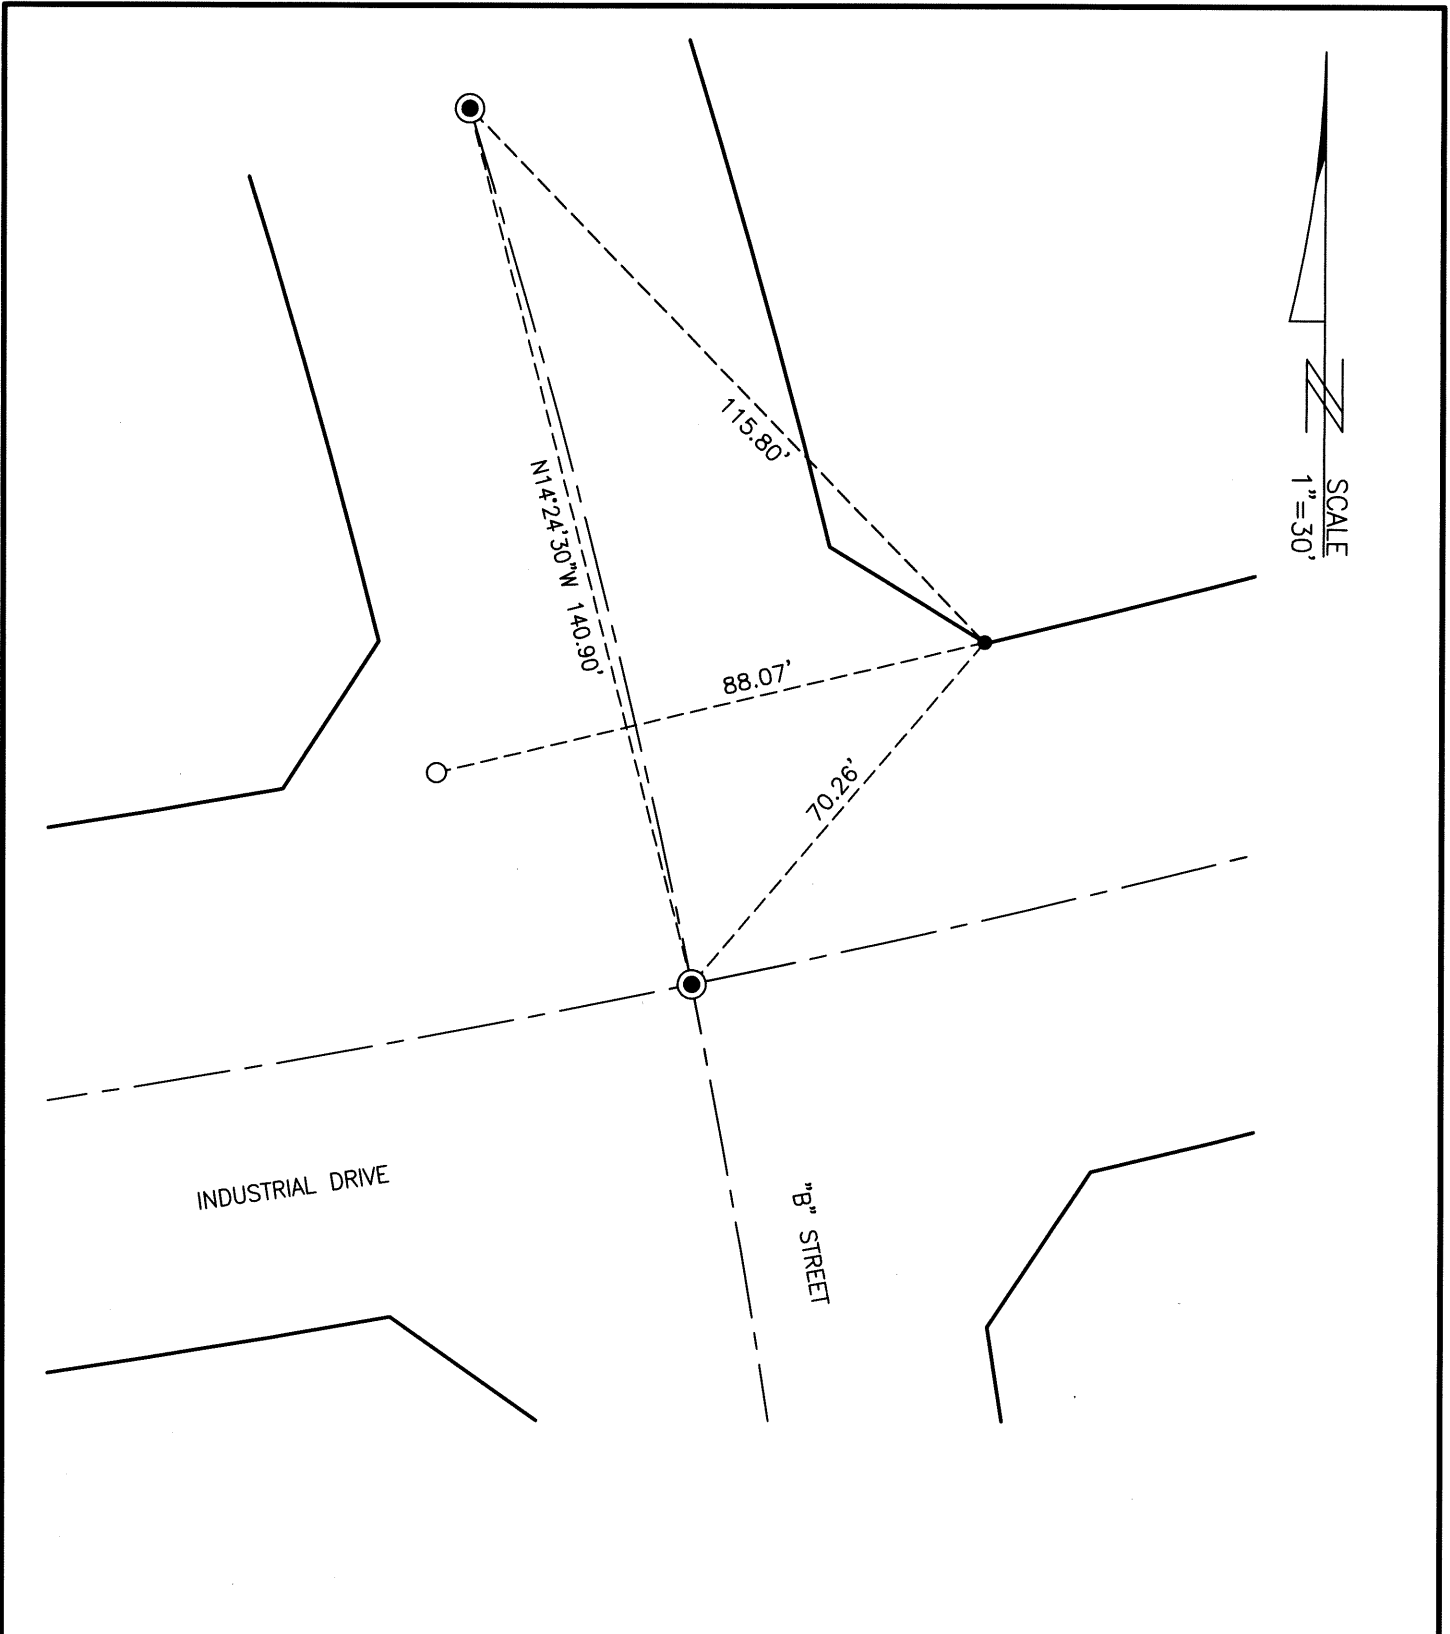 N
SCALE
1"=30'
115.80'
N14°24'30"W 140.90'
88.07'
70.26'
INDUSTRIAL DRIVE
"B" STREET